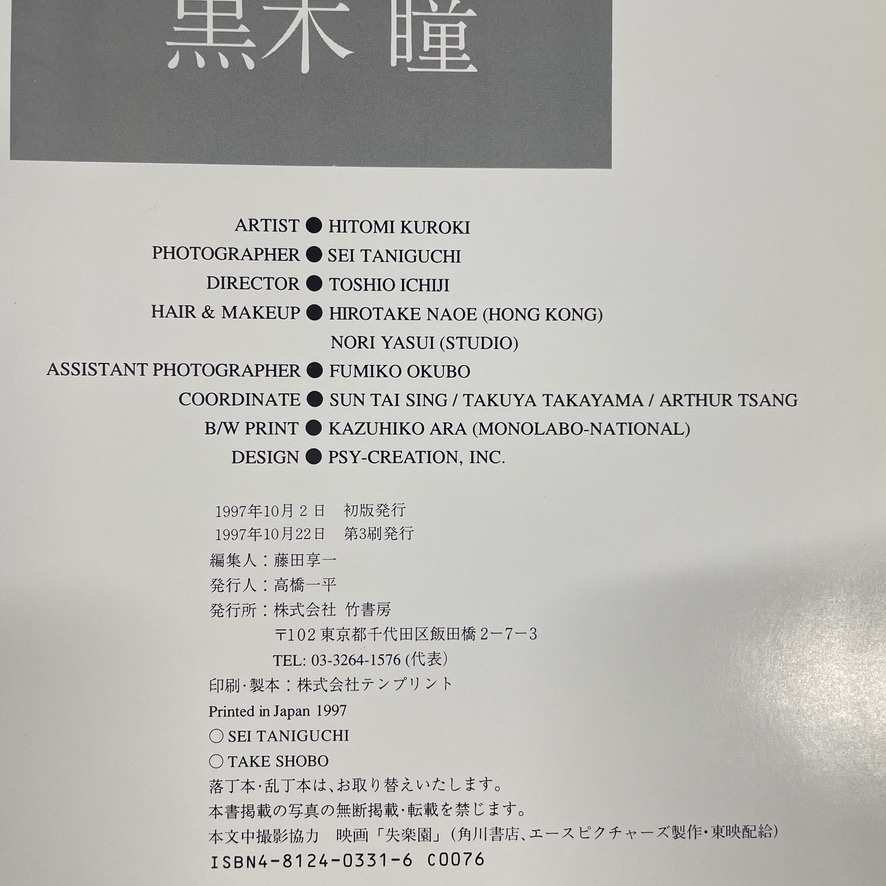 黒木 瞳
ARTIST ● HITOMI KUROKI
PHOTOGRAPHER ● SEI TANIGUCHI
DIRECTOR ● TOSHIO ICHIJI
HAIR & MAKEUP ● HIROTAKE NAOE (HONG KONG)
NORI YASUI (STUDIO)
ASSISTANT PHOTOGRAPHER ● FUMIKO OKUBO
COORDINATE ● SUN TAI SING / TAKUYA TAKAYAMA / ARTHUR TSANG
B/W PRINT ● KAZUHIKO ARA (MONOLABO-NATIONAL)
DESIGN ● PSY-CREATION, INC.
1997年10月2日 初版発行
1997年10月22日 第3刷発行
編集人：藤田享一
発行人：高橋一平
発行所：株式会社 竹書房
〒102 東京都千代田区飯田橋2−7−3
TEL: 03-3264-1576 (代表)
印刷・製本：株式会社テンプリント
Printed in Japan 1997
○ SEI TANIGUCHI
○ TAKE SHOBO
落丁本・乱丁本は、お取り替えいたします。
本書掲載の写真の無断掲載・転載を禁じます。
本文中撮影協力 映画「失楽園」(角川書店、エースピクチャーズ製作・東映配給)
ISBN4-8124-0331-6 C0076